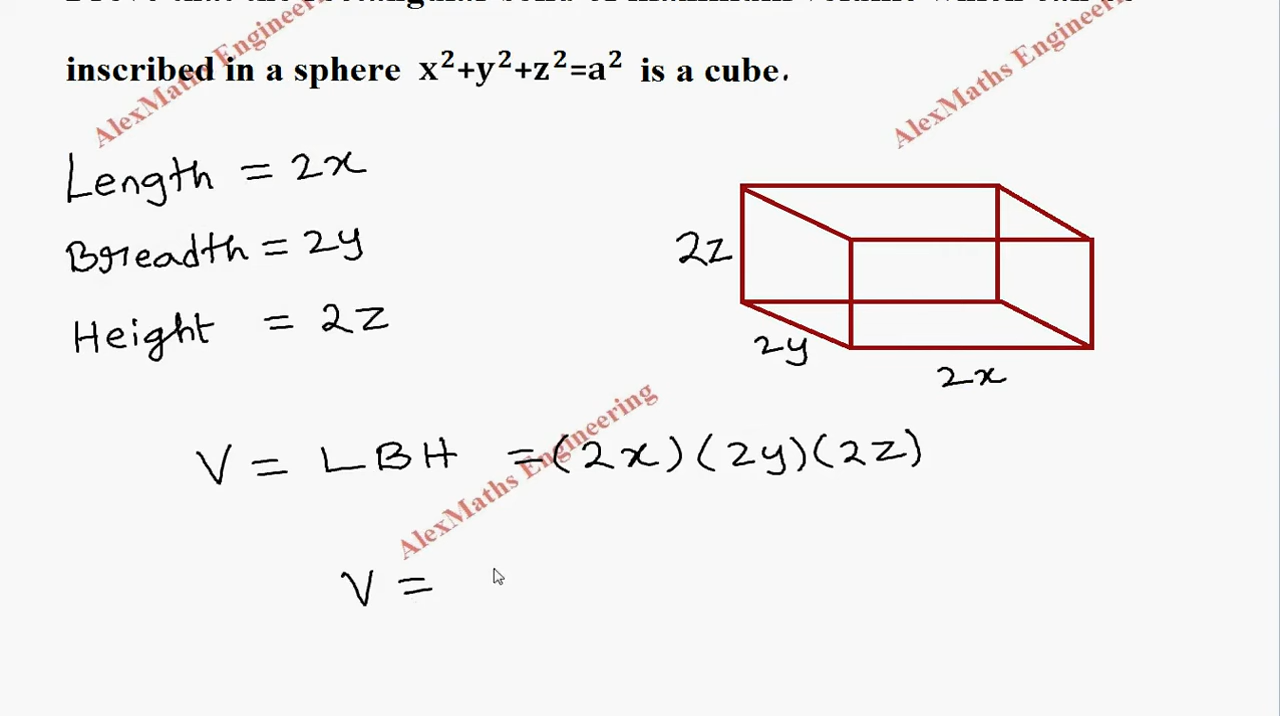 inscribed in a sphere x²+y²+z²=a² is a cube.
AlexMaths Engineering
AlexMaths Engineering
Length = 2x
Breadth = 2y
Height = 2z
2z
2y
2x
V = LBH = (2x)(2y)(2z)
AlexMaths Engineering
V =